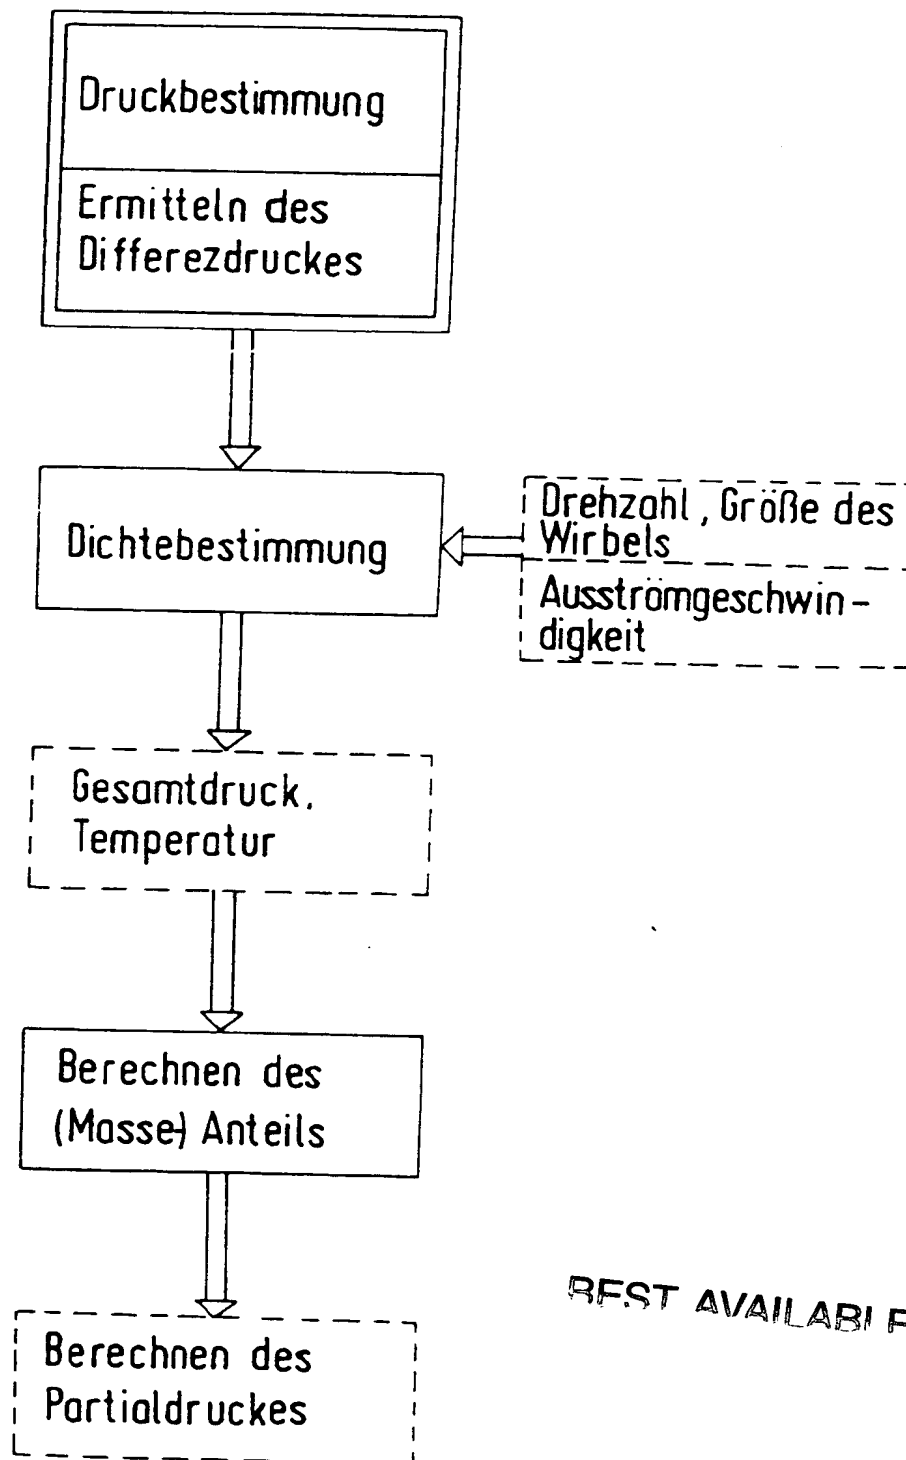 Druckbestimmung
Ermitteln des
Differezdruckes
Dichtebestimmung
Drehzahl, Größe des
Wirbels
Ausströmgeschwin-
digkeit
Gesamtdruck.
Temperatur
Berechnen des
(Masse-) Anteils
Berechnen des
Partialdruckes
BEST AVAILABLE